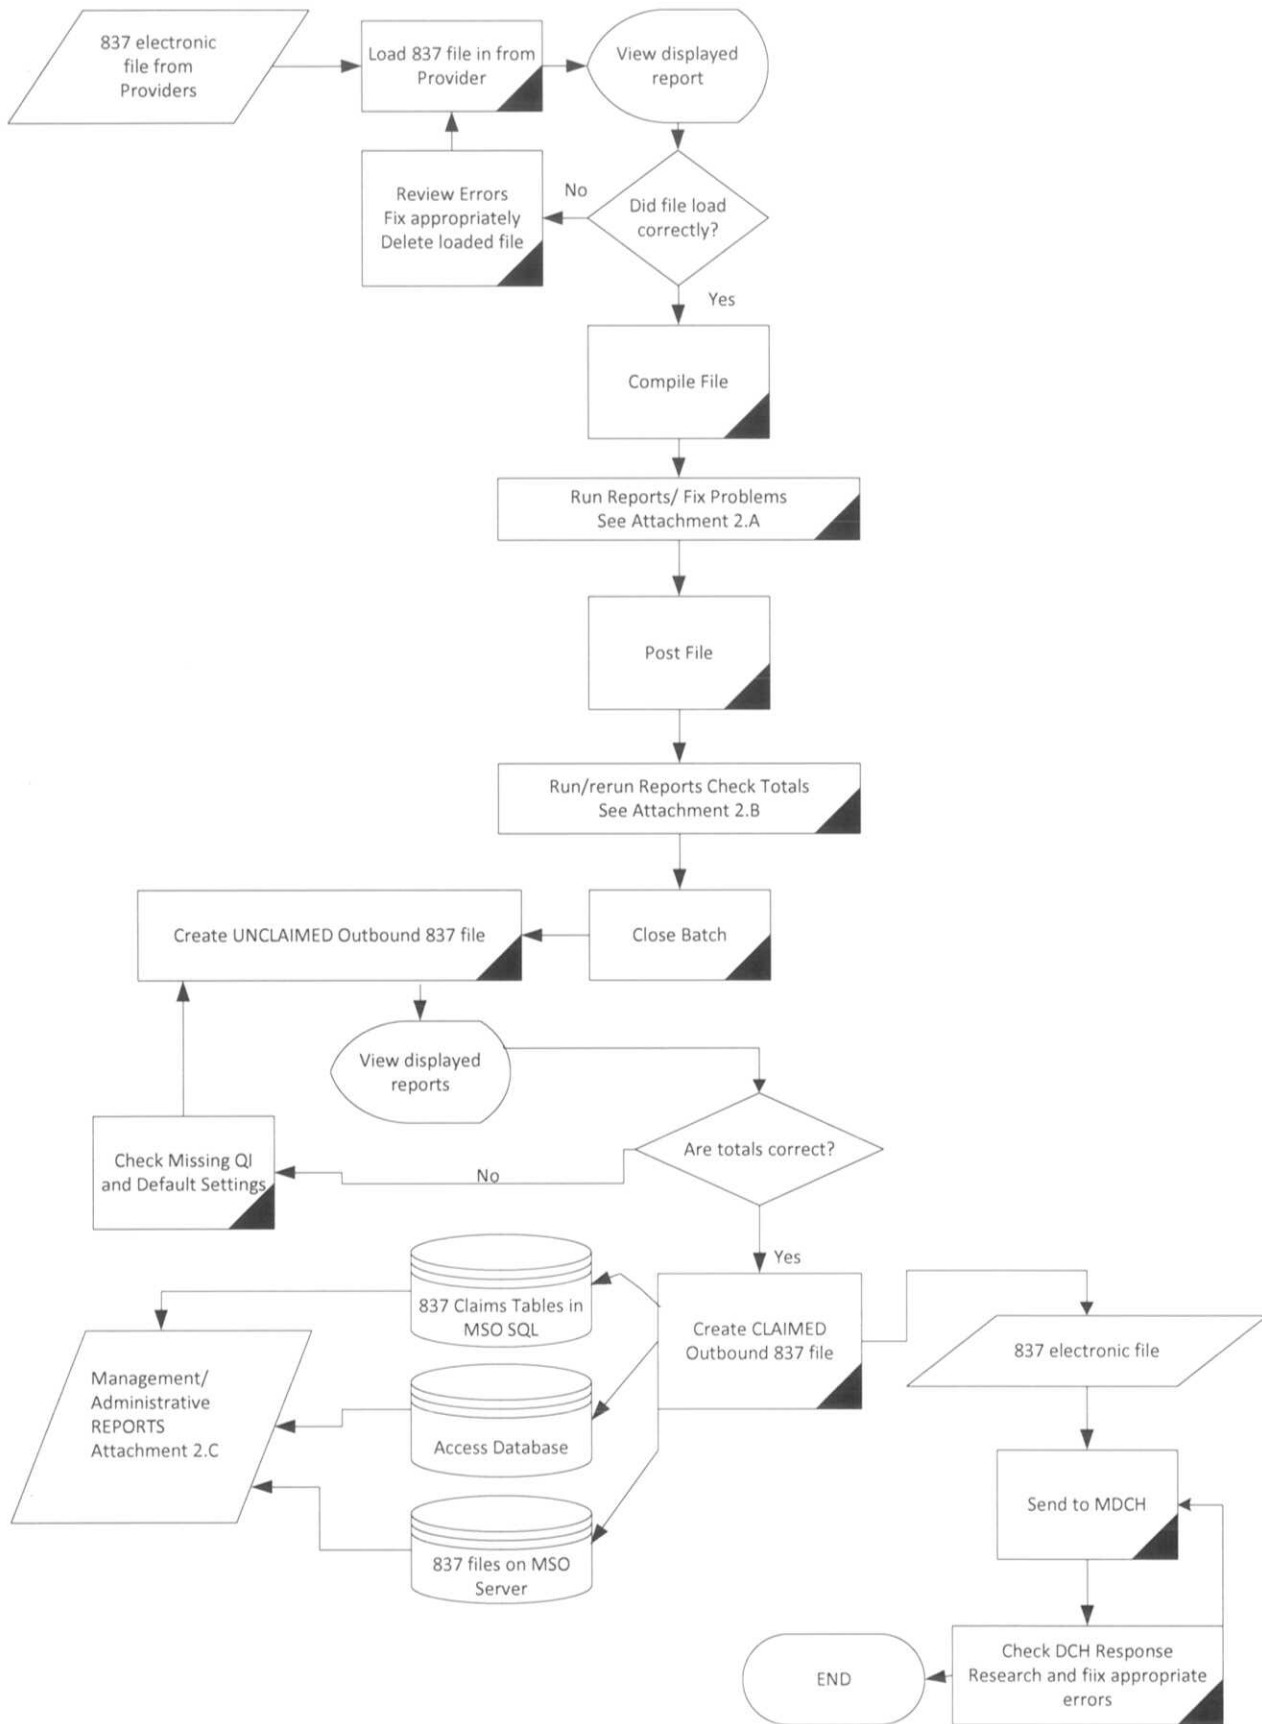 837 electronic
file from
Providers
Load 837 file in from
Provider
View displayed
report
Review Errors
Fix appropriately
Delete loaded file
No
Did file load
correctly?
Yes
Compile File
Run Reports/ Fix Problems
See Attachment 2.A
Post File
Run/rerun Reports Check Totals
See Attachment 2.B
Create UNCLAIMED Outbound 837 file
Close Batch
View displayed
reports
Are totals correct?
Check Missing QI
and Default Settings
No
Yes
837 Claims Tables in
MSO SQL
Create CLAIMED
Outbound 837 file
837 electronic file
Management/
Administrative
REPORTS
Attachment 2.C
Access Database
Send to MDCH
837 files on MSO
Server
Check DCH Response
Research and fiix appropriate
errors
END